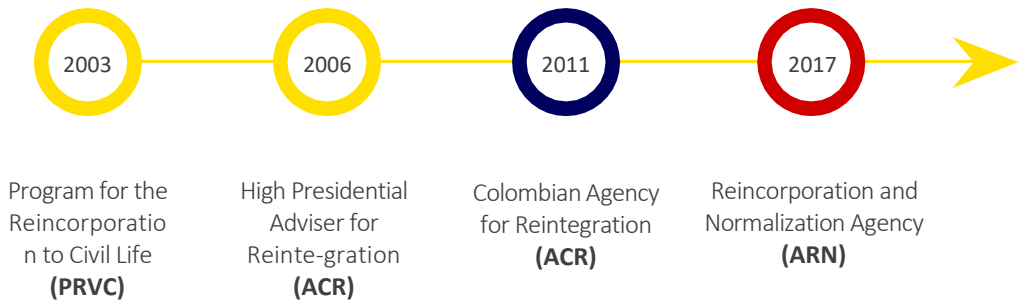 2003
2006
2011
2017
Program for the
Reincorporatio
n to Civil Life
(PRVC)
High Presidential
Adviser for
Reinte-gration
(ACR)
Colombian Agency
for Reintegration
(ACR)
Reincorporation and
Normalization Agency
(ARN)